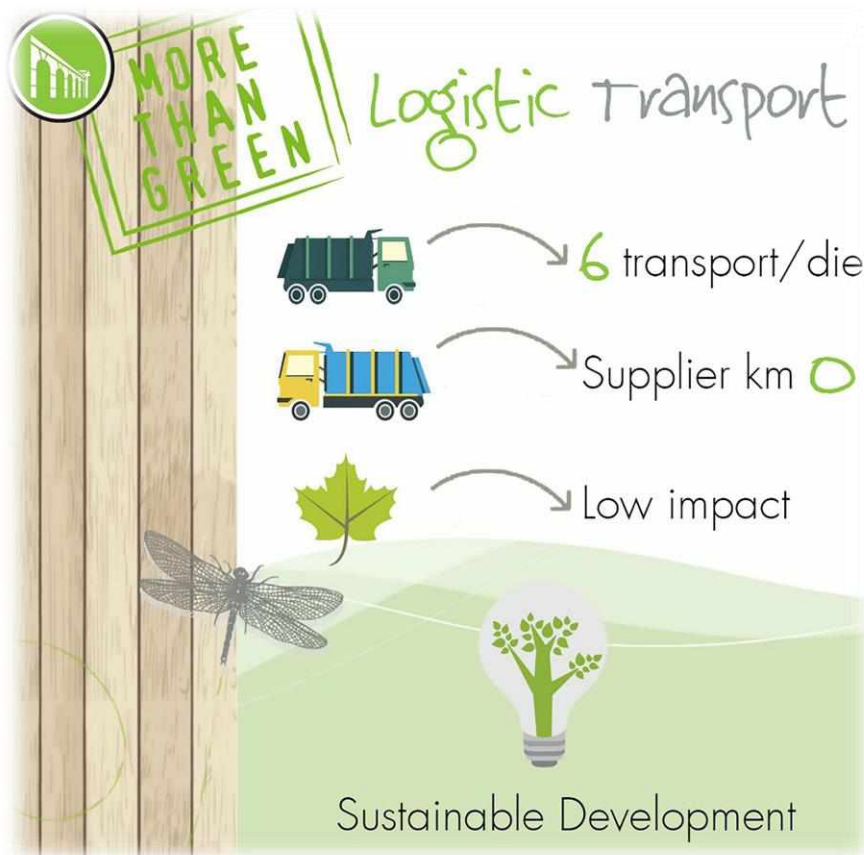 MORE
THAN
GREEN
Logistic Transport
6 transport/die
Supplier km 0
Low impact
Sustainable Development